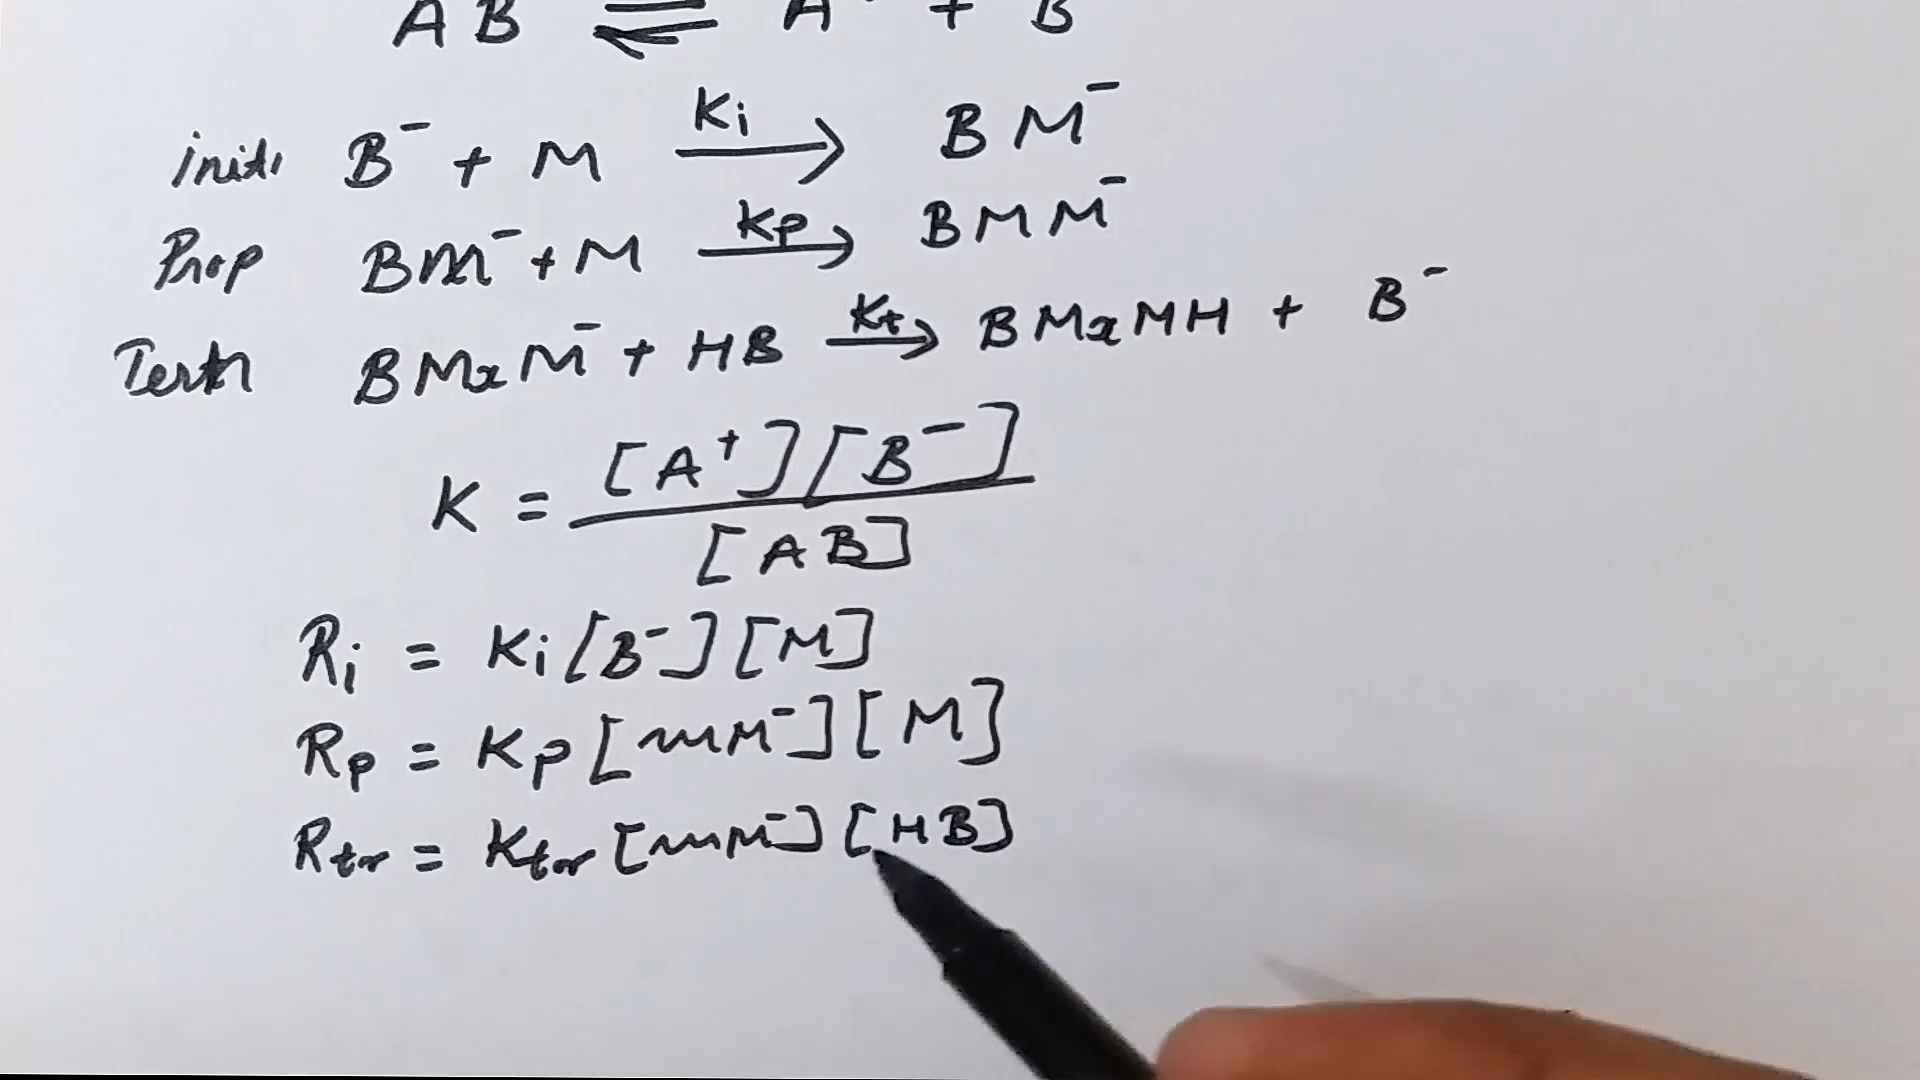 AB ⇌ A⁺ + B
initi B⁻ + M →Ki BM⁻
Prop BM⁻ + M →Kp BMM⁻
Term BMxM⁻ + HB →Kt BMxMH + B⁻
K = [A⁺][B⁻] / [AB]
Ri = Ki[B⁻][M]
Rp = Kp[mM⁻][M]
Rtr = Ktr[mM⁻][HB]